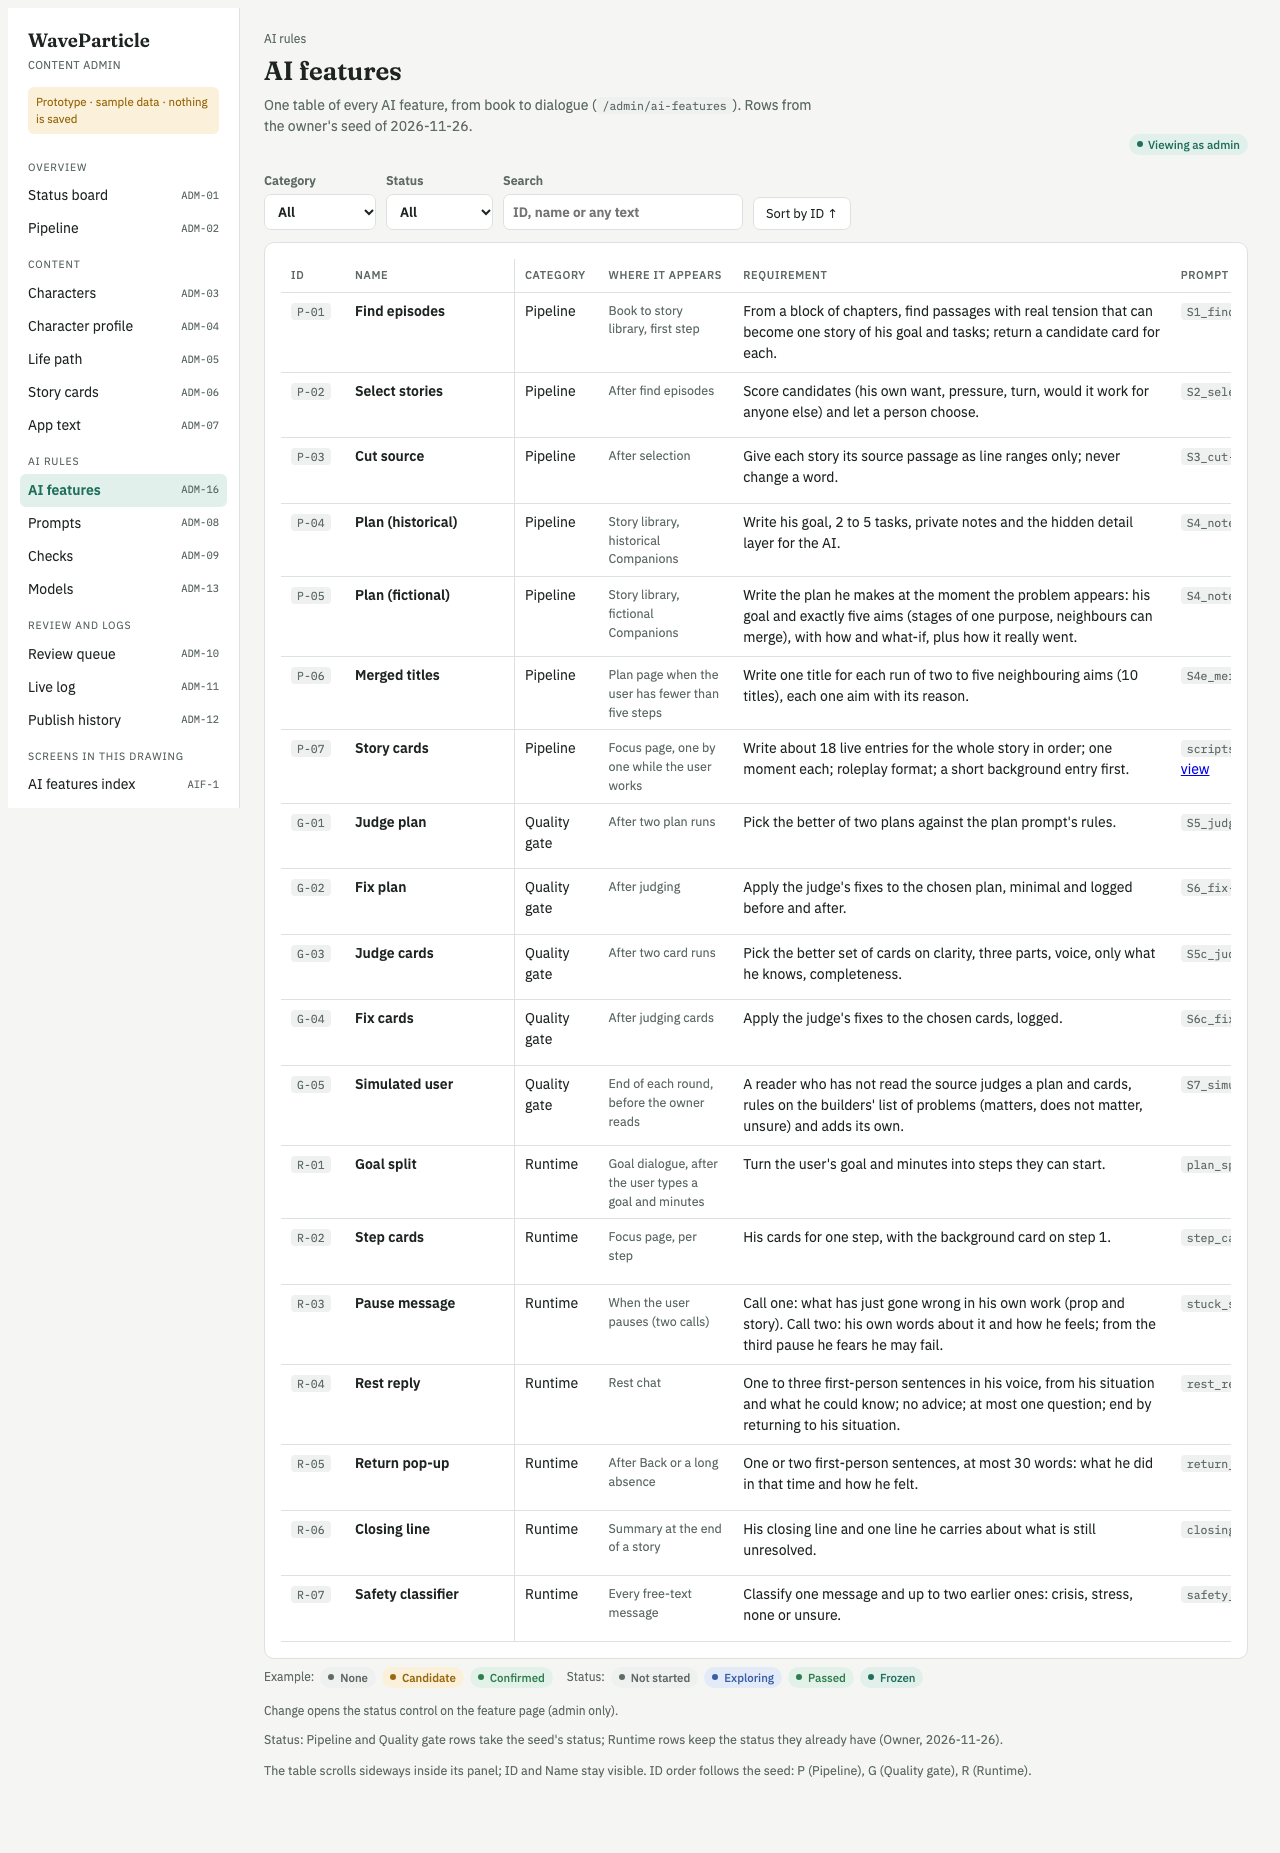 WaveParticle
CONTENT ADMIN
Prototype · sample data · nothing
is saved
OVERVIEW
Status board ADM-01
Pipeline ADM-02
CONTENT
Characters ADM-03
Character profile ADM-04
Life path ADM-05
Story cards ADM-06
App text ADM-07
AI RULES
AI features ADM-16
Prompts ADM-08
Checks ADM-09
Models ADM-13
REVIEW AND LOGS
Review queue ADM-10
Live log ADM-11
Publish history ADM-12
SCREENS IN THIS DRAWING
AI features index AIF-1
AI rules
AI features
One table of every AI feature, from book to dialogue ( /admin/ai-features ). Rows from
the owner's seed of 2026-11-26.
Viewing as admin
Category Status Search
All All ID, name or any text Sort by ID ↑
ID NAME CATEGORY WHERE IT APPEARS REQUIREMENT PROMPT
P-01 Find episodes Pipeline Book to story
library, first step
From a block of chapters, find passages with real tension that can
become one story of his goal and tasks; return a candidate card for
each.
S1_find
P-02 Select stories Pipeline After find episodes
Score candidates (his own want, pressure, turn, would it work for
anyone else) and let a person choose.
S2_sele
P-03 Cut source Pipeline After selection
Give each story its source passage as line ranges only; never
change a word.
S3_cut-
P-04 Plan (historical) Pipeline Story library,
historical
Companions
Write his goal, 2 to 5 tasks, private notes and the hidden detail
layer for the AI.
S4_note
P-05 Plan (fictional) Pipeline Story library,
fictional
Companions
Write the plan he makes at the moment the problem appears: his
goal and exactly five aims (stages of one purpose, neighbours can
merge), with how and what-if, plus how it really went.
S4_note
P-06 Merged titles Pipeline Plan page when the
user has fewer than
five steps
Write one title for each run of two to five neighbouring aims (10
titles), each one aim with its reason.
S4e_mer
P-07 Story cards Pipeline Focus page, one by
one while the user
works
Write about 18 live entries for the whole story in order; one
moment each; roleplay format; a short background entry first.
scripts
view
G-01 Judge plan Quality
gate
After two plan runs
Pick the better of two plans against the plan prompt's rules.
S5_judg
G-02 Fix plan Quality
gate
After judging
Apply the judge's fixes to the chosen plan, minimal and logged
before and after.
S6_fix-
G-03 Judge cards Quality
gate
After two card runs
Pick the better set of cards on clarity, three parts, voice, only what
he knows, completeness.
S5c_jud
G-04 Fix cards Quality
gate
After judging cards
Apply the judge's fixes to the chosen cards, logged.
S6c_fix
G-05 Simulated user Quality
gate
End of each round,
before the owner
reads
A reader who has not read the source judges a plan and cards,
rules on the builders' list of problems (matters, does not matter,
unsure) and adds its own.
S7_simu
R-01 Goal split Runtime Goal dialogue, after
the user types a
goal and minutes
Turn the user's goal and minutes into steps they can start.
plan_sp
R-02 Step cards Runtime Focus page, per
step
His cards for one step, with the background card on step 1.
step_ca
R-03 Pause message Runtime When the user
pauses (two calls)
Call one: what has just gone wrong in his own work (prop and
story). Call two: his own words about it and how he feels; from the
third pause he fears he may fail.
stuck_s
R-04 Rest reply Runtime Rest chat
One to three first-person sentences in his voice, from his situation
and what he could know; no advice; at most one question; end by
returning to his situation.
rest_re
R-05 Return pop-up Runtime After Back or a long
absence
One or two first-person sentences, at most 30 words: what he did
in that time and how he felt.
return_
R-06 Closing line Runtime Summary at the end
of a story
His closing line and one line he carries about what is still
unresolved.
closing
R-07 Safety classifier Runtime Every free-text
message
Classify one message and up to two earlier ones: crisis, stress,
none or unsure.
safety_
Example: None Candidate Confirmed Status: Not started Exploring Passed Frozen
Change opens the status control on the feature page (admin only).
Status: Pipeline and Quality gate rows take the seed's status; Runtime rows keep the status they already have (Owner, 2026-11-26).
The table scrolls sideways inside its panel; ID and Name stay visible. ID order follows the seed: P (Pipeline), G (Quality gate), R (Runtime).